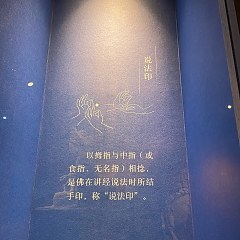 说法印
以拇指与中指（或
食指、无名指）相捻，
是佛在讲经说法时所结
手印，称“说法印”。